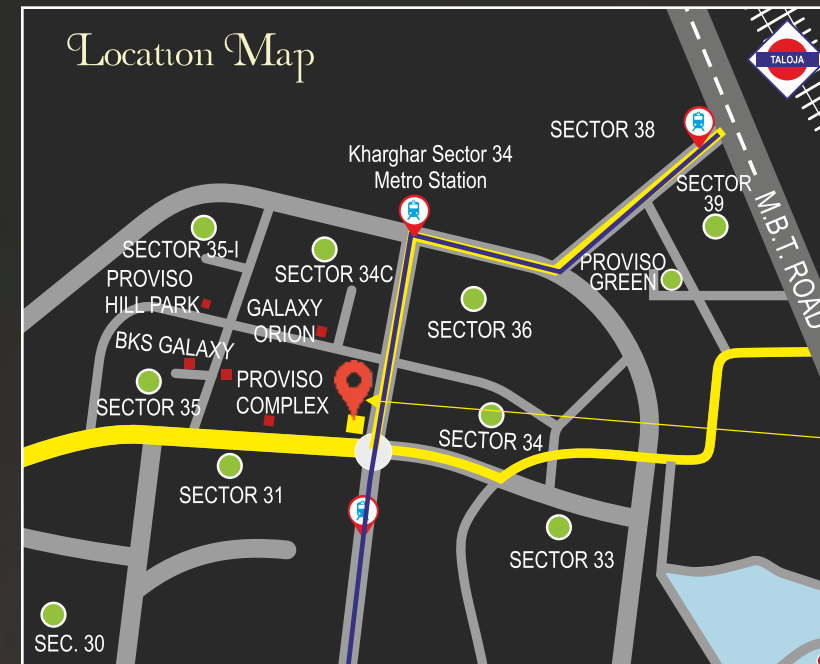 Location Map
TALOJA
SECTOR 38
Kharghar Sector 34
Metro Station
SECTOR
39
M.B.T. ROAD
SECTOR 35-I
SECTOR 34C
PROVISO
GREEN
PROVISO
HILL PARK
GALAXY
ORION
SECTOR 36
BKS GALAXY
PROVISO
COMPLEX
SECTOR 35
SECTOR 34
SECTOR 31
SECTOR 33
SEC. 30